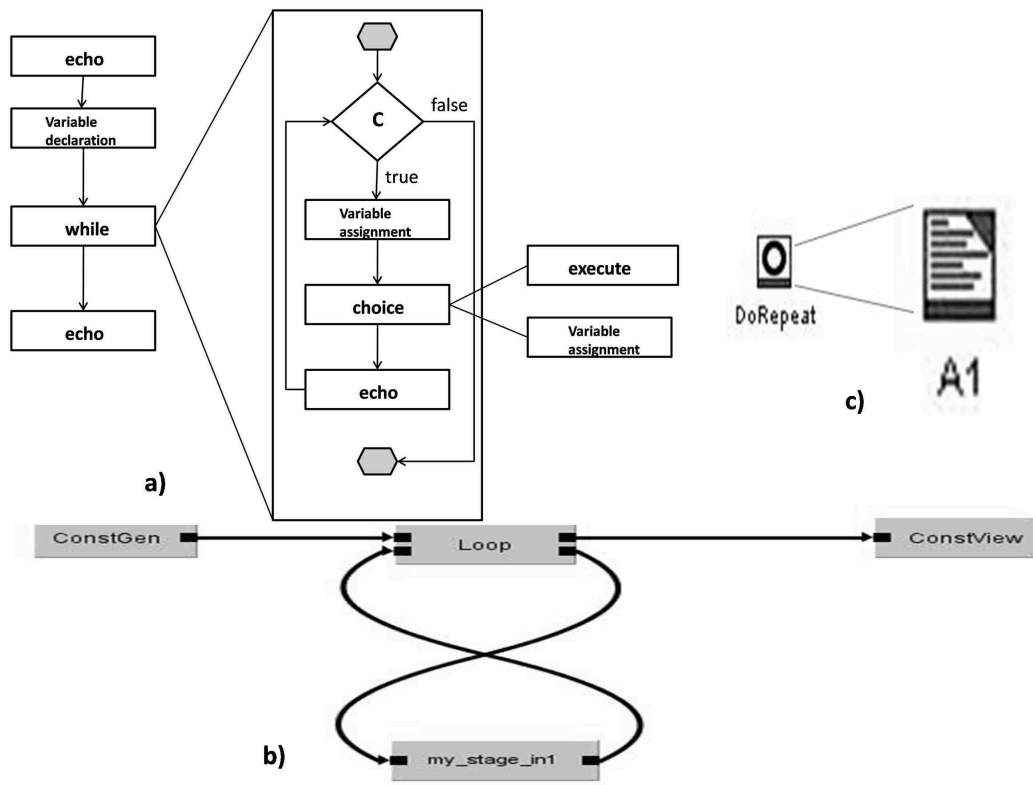 echo
Variable
declaration
while
echo
C
false
true
Variable
assignment
choice
echo
execute
Variable
assignment
a)
DoRepeat
A1
c)
ConstGen
Loop
ConstView
my_stage_in1
b)